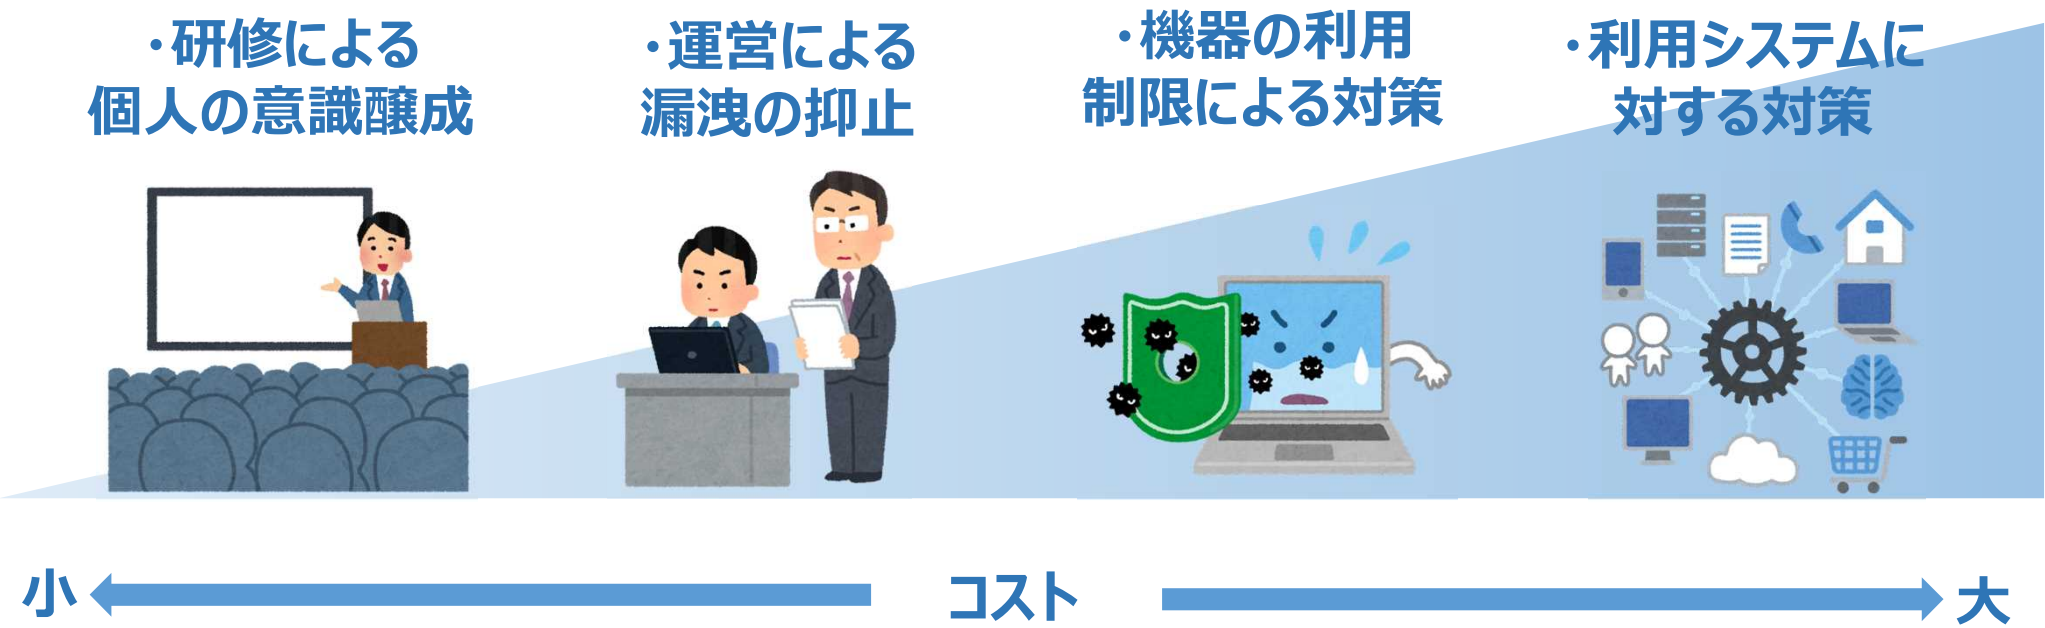 ・研修による
個人の意識醸成
・運営による
漏洩の抑止
・機器の利用
制限による対策
・利用システムに
対する対策
小
コスト
大